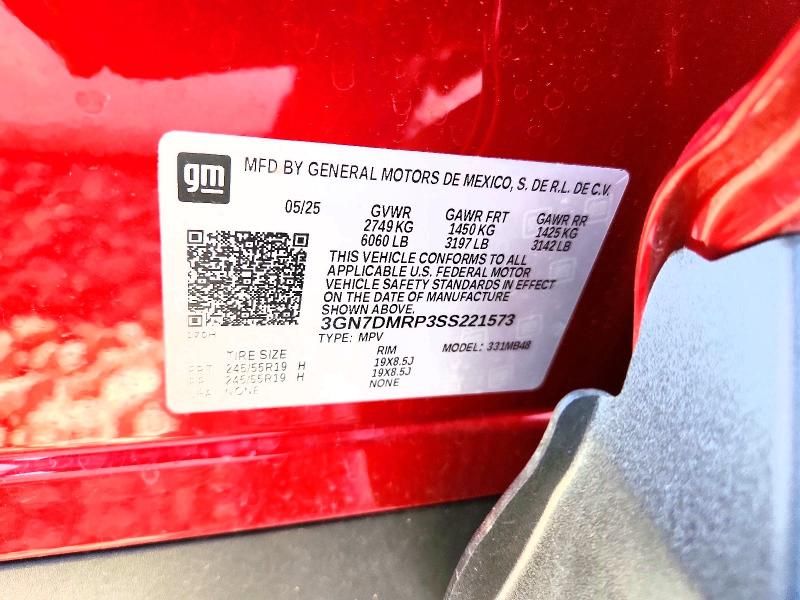 gm
MFD BY GENERAL MOTORS DE MEXICO, S. DE R.L. DE C.V.
05/25 GVWR GAWR FRT GAWR RR
2749 KG 1450 KG 1425 KG
6060 LB 3197 LB 3142 LB
THIS VEHICLE CONFORMS TO ALL
APPLICABLE U.S. FEDERAL MOTOR
VEHICLE SAFETY STANDARDS IN EFFECT
ON THE DATE OF MANUFACTURE
SHOWN ABOVE.
3GN7DMRP3SS221573
TYPE: MPV MODEL: 331MB48
TIRE SIZE RIM
FRT 245/55R19 H 19X8.5J
RR 245/55R19 H 19X8.5J
NONE NONE